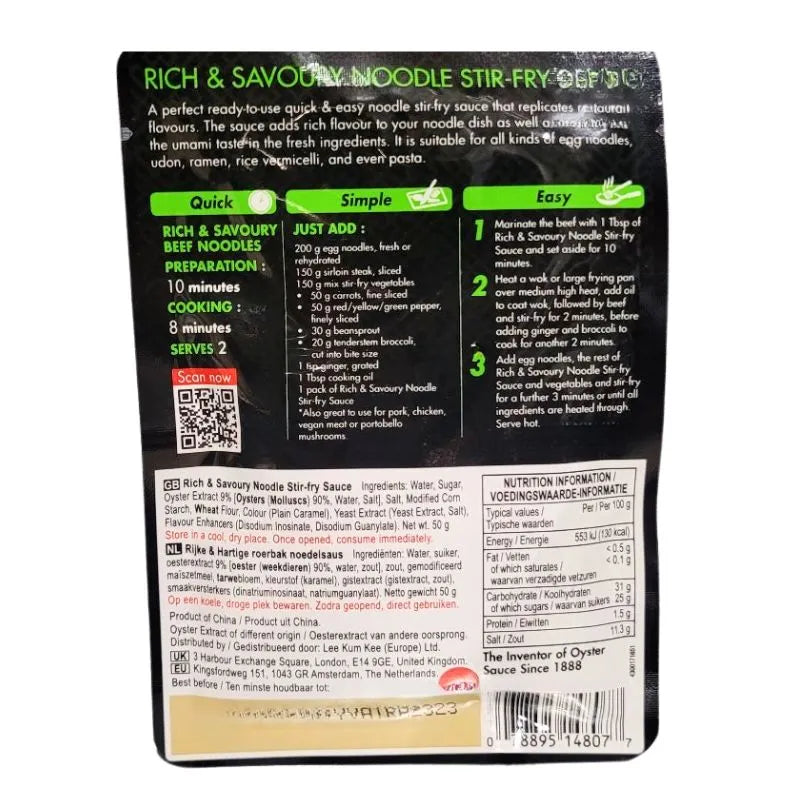 RICH & SAVOURY NOODLE STIR-FRY
A perfect ready-to-use quick & easy noodle stir-fry sauce that replicates restaurant
flavours. The sauce adds rich flavour to your noodle dish as well
the umami taste in the fresh ingredients. It is suitable for all kinds of egg noodles,
udon, ramen, rice vermicelli, and even pasta.
Quick
RICH & SAVOURY
BEEF NOODLES
PREPARATION :
10 minutes
COOKING :
8 minutes
SERVES 2
Scan now
Simple
JUST ADD :
200 g egg noodles, fresh or
rehydrated
150 g sirloin steak, sliced
150 g mix stir-fry vegetables
• 50 g carrots, fine sliced
• 50 g red/yellow/green pepper,
finely sliced
• 30 g beansprout
• 20 g tenderstem broccoli,
cut into bite size
1 tsp ginger, grated
1 Tbsp cooking oil
1 pack of Rich & Savoury Noodle
Stir-fry Sauce
*Also great to use for pork, chicken,
vegan meat or portobello
mushrooms.
Easy
1 Marinate the beef with 1 Tbsp of
Rich & Savoury Noodle Stir-fry
Sauce and set aside for 10
minutes.
2 Heat a wok or large frying pan
over medium high heat, add oil
to coat wok, followed by beef
and stir-fry for 2 minutes, before
adding ginger and broccoli to
cook for another 2 minutes.
3 Add egg noodles, the rest of
Rich & Savoury Noodle Stir-fry
Sauce and vegetables and stir-fry
for a further 3 minutes or until all
ingredients are heated through.
Serve hot.
GB Rich & Savoury Noodle Stir-fry Sauce Ingredients: Water, Sugar,
Oyster Extract 9% [Oysters (Molluscs) 90%, Water, Salt], Salt, Modified Corn
Starch, Wheat Flour, Colour (Plain Caramel), Yeast Extract (Yeast Extract, Salt),
Flavour Enhancers (Disodium Inosinate, Disodium Guanylate). Net wt. 50 g
Store in a cool, dry place. Once opened, consume immediately.
NL Rijke & Hartige roerbak noedelsaus Ingrediënten: Water, suiker,
oesterextract 9% [oester (weekdieren) 90%, water, zout], zout, gemodificeerd
maïszetmeel, tarwebloem, kleurstof (karamel), gistextract (gistextract, zout),
smaakversterkers (dinatriuminosinaat, natriumguanylaat). Netto gewicht 50 g
Op een koele, droge plek bewaren. Zodra geopend, direct gebruiken.
Product of China / Product uit China.
Oyster Extract of different origin / Oesterextract van andere oorsprong.
Distributed by / Gedistribueerd door: Lee Kum Kee (Europe) Ltd.
UK 3 Harbour Exchange Square, London, E14 9GE, United Kingdom.
EU Kingsfordweg 151, 1043 GR Amsterdam, The Netherlands.
Best before / Ten minste houdbaar tot:
NUTRITION INFORMATION /
VOEDINGSWAARDE-INFORMATIE
Typical values / Per / Per 100 g
Typische waarden
Energy / Energie 553 kJ (130 kcal)
Fat / Vetten <0.5 g
of which saturates / <0.1 g
waarvan verzadigde vetzuren
Carbohydrate / Koolhydraten 31 g
of which sugars / waarvan suikers 25 g
Protein / Eiwitten 1.5 g
Salt / Zout 11.3 g
The Inventor of Oyster
Sauce Since 1888
0 78895 14807 7